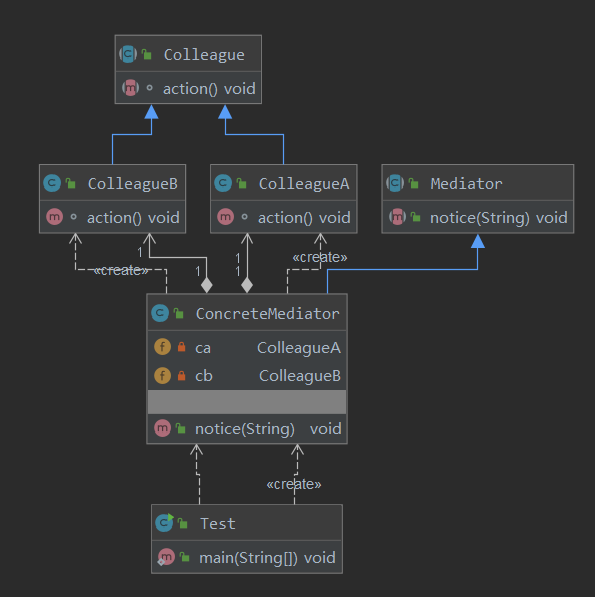 Colleague
action() void
ColleagueB
action() void
ColleagueA
action() void
Mediator
notice(String) void
1
1
1
1
«create»
«create»
ConcreteMediator
ca ColleagueA
cb ColleagueB
notice(String) void
«create»
Test
main(String[]) void